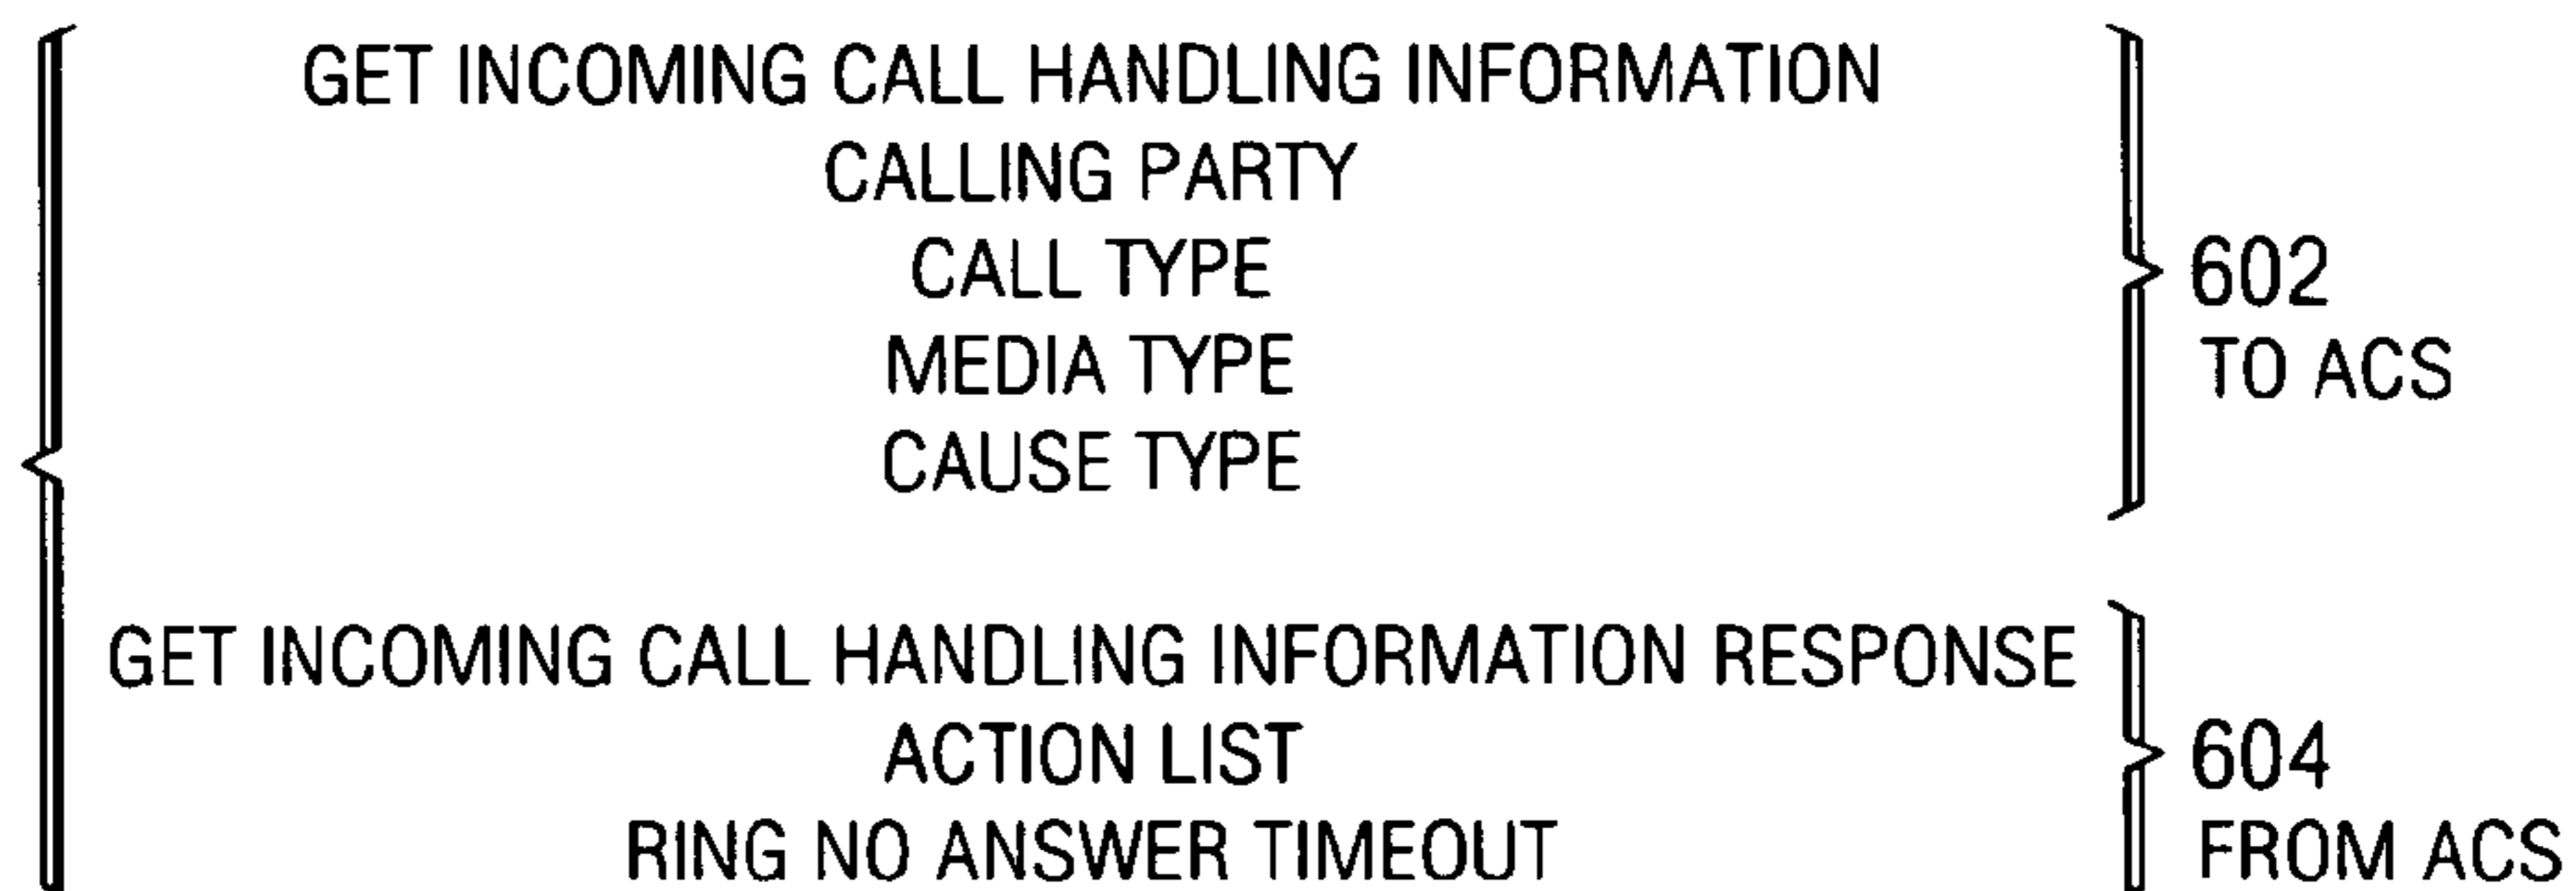 GET INCOMING CALL HANDLING INFORMATION
CALLING PARTY
CALL TYPE
MEDIA TYPE
CAUSE TYPE
602
TO ACS
GET INCOMING CALL HANDLING INFORMATION RESPONSE
ACTION LIST
RING NO ANSWER TIMEOUT
604
FROM ACS